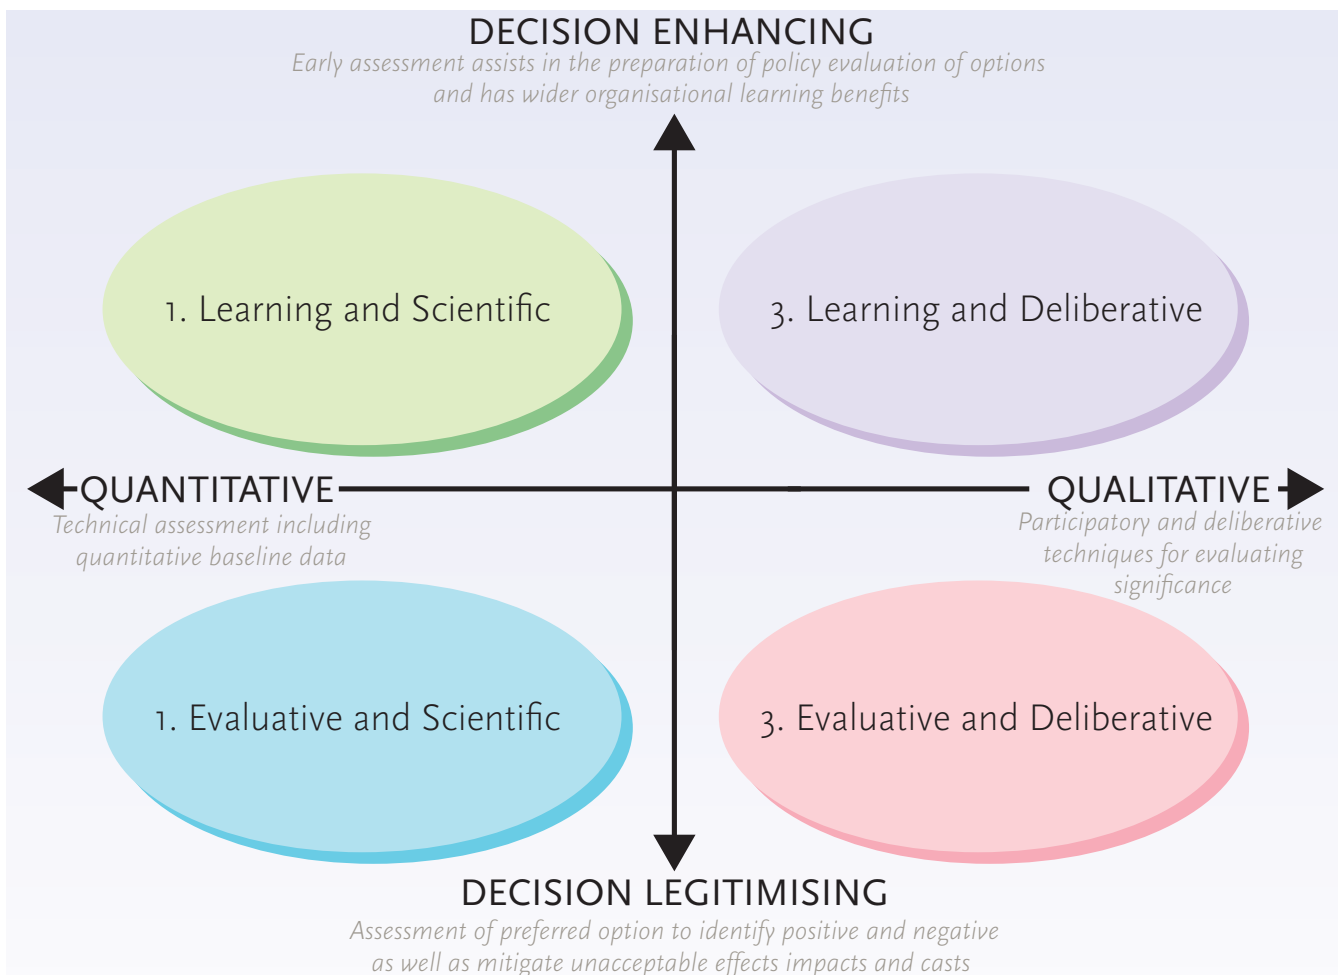 DECISION ENHANCING
Early assessment assists in the preparation of policy evaluation of options
and has wider organisational learning benefits
1. Learning and Scientific
3. Learning and Deliberative
QUANTITATIVE
Technical assessment including
quantitative baseline data
QUALITATIVE
Participatory and deliberative
techniques for evaluating
significance
1. Evaluative and Scientific
3. Evaluative and Deliberative
DECISION LEGITIMISING
Assessment of preferred option to identify positive and negative
as well as mitigate unacceptable effects impacts and casts